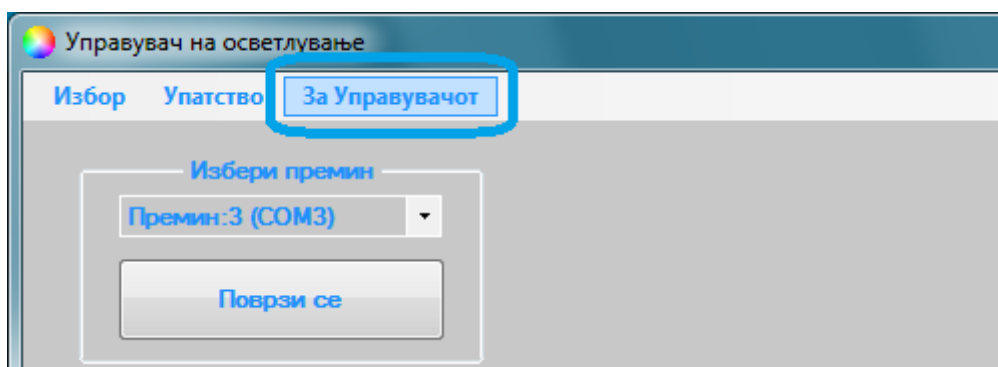 Управувач на осветлување
Избор Упатство За Управувачот
Избери премин
Премин:3 (COM3)
Поврзи се